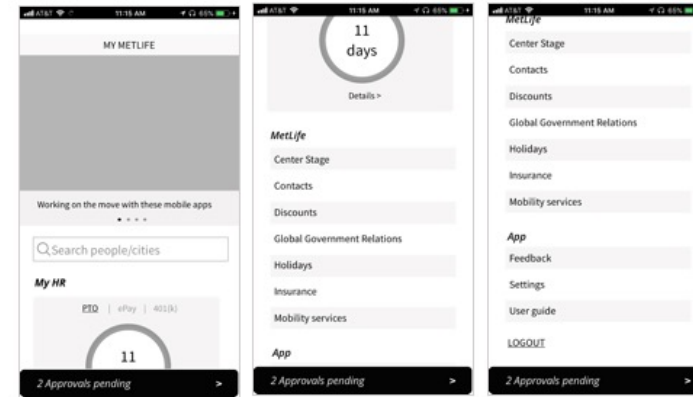 AT&T 11:15 AM 66%
MY METLIFE
Working on the move with these mobile apps
Search people/cities
My HR
PTO | ePay | 401(k)
11
2 Approvals pending >
AT&T 11:15 AM 66%
11
days
Details >
MetLife
Center Stage
Contacts
Discounts
Global Government Relations
Holidays
Insurance
Mobility services
App
2 Approvals pending >
AT&T 11:15 AM 66%
MetLife
Center Stage
Contacts
Discounts
Global Government Relations
Holidays
Insurance
Mobility services
App
Feedback
Settings
User guide
LOGOUT
2 Approvals pending >